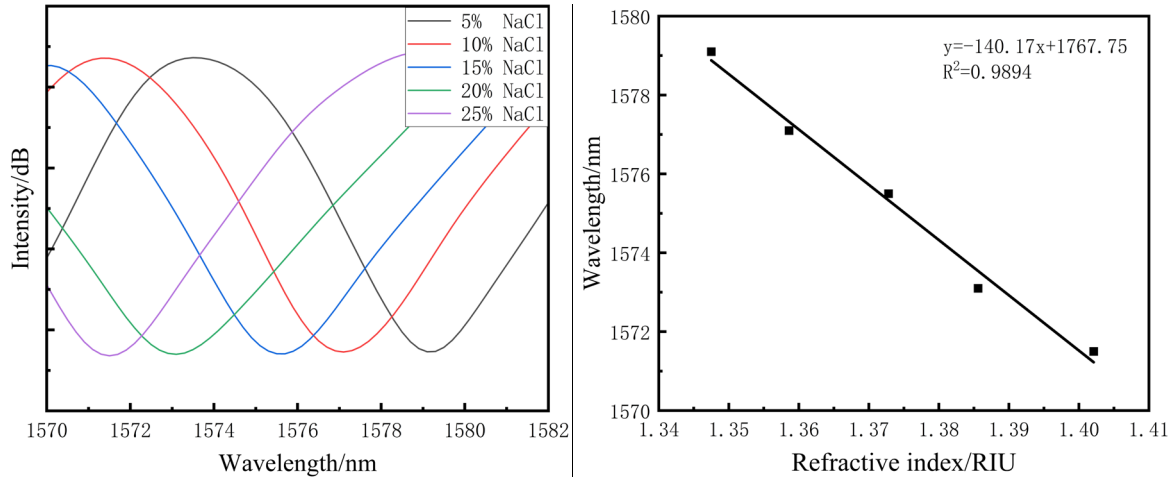 5% NaCl
10% NaCl
15% NaCl
20% NaCl
25% NaCl
Intensity/dB
1570 1572 1574 1576 1578 1580 1582
Wavelength/nm
y=-140.17x+1767.75
R²=0.9894
1580
1578
1576
1574
1572
1570
Wavelength/nm
1.34 1.35 1.36 1.37 1.38 1.39 1.40 1.41
Refractive index/RIU